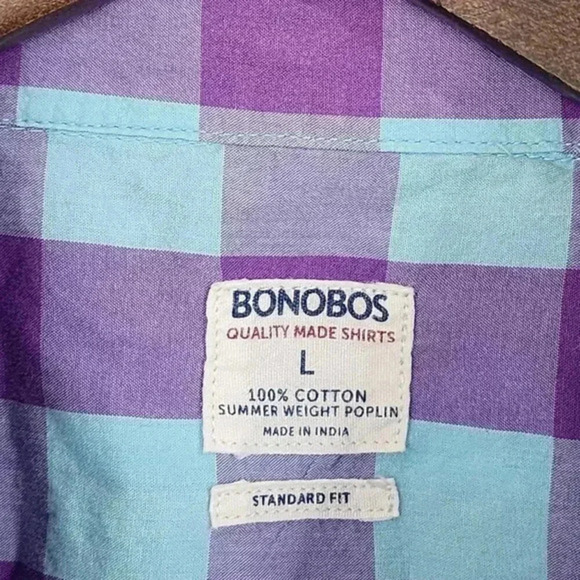 BONOBOS
QUALITY MADE SHIRTS
L
100% COTTON
SUMMER WEIGHT POPLIN
MADE IN INDIA
STANDARD FIT